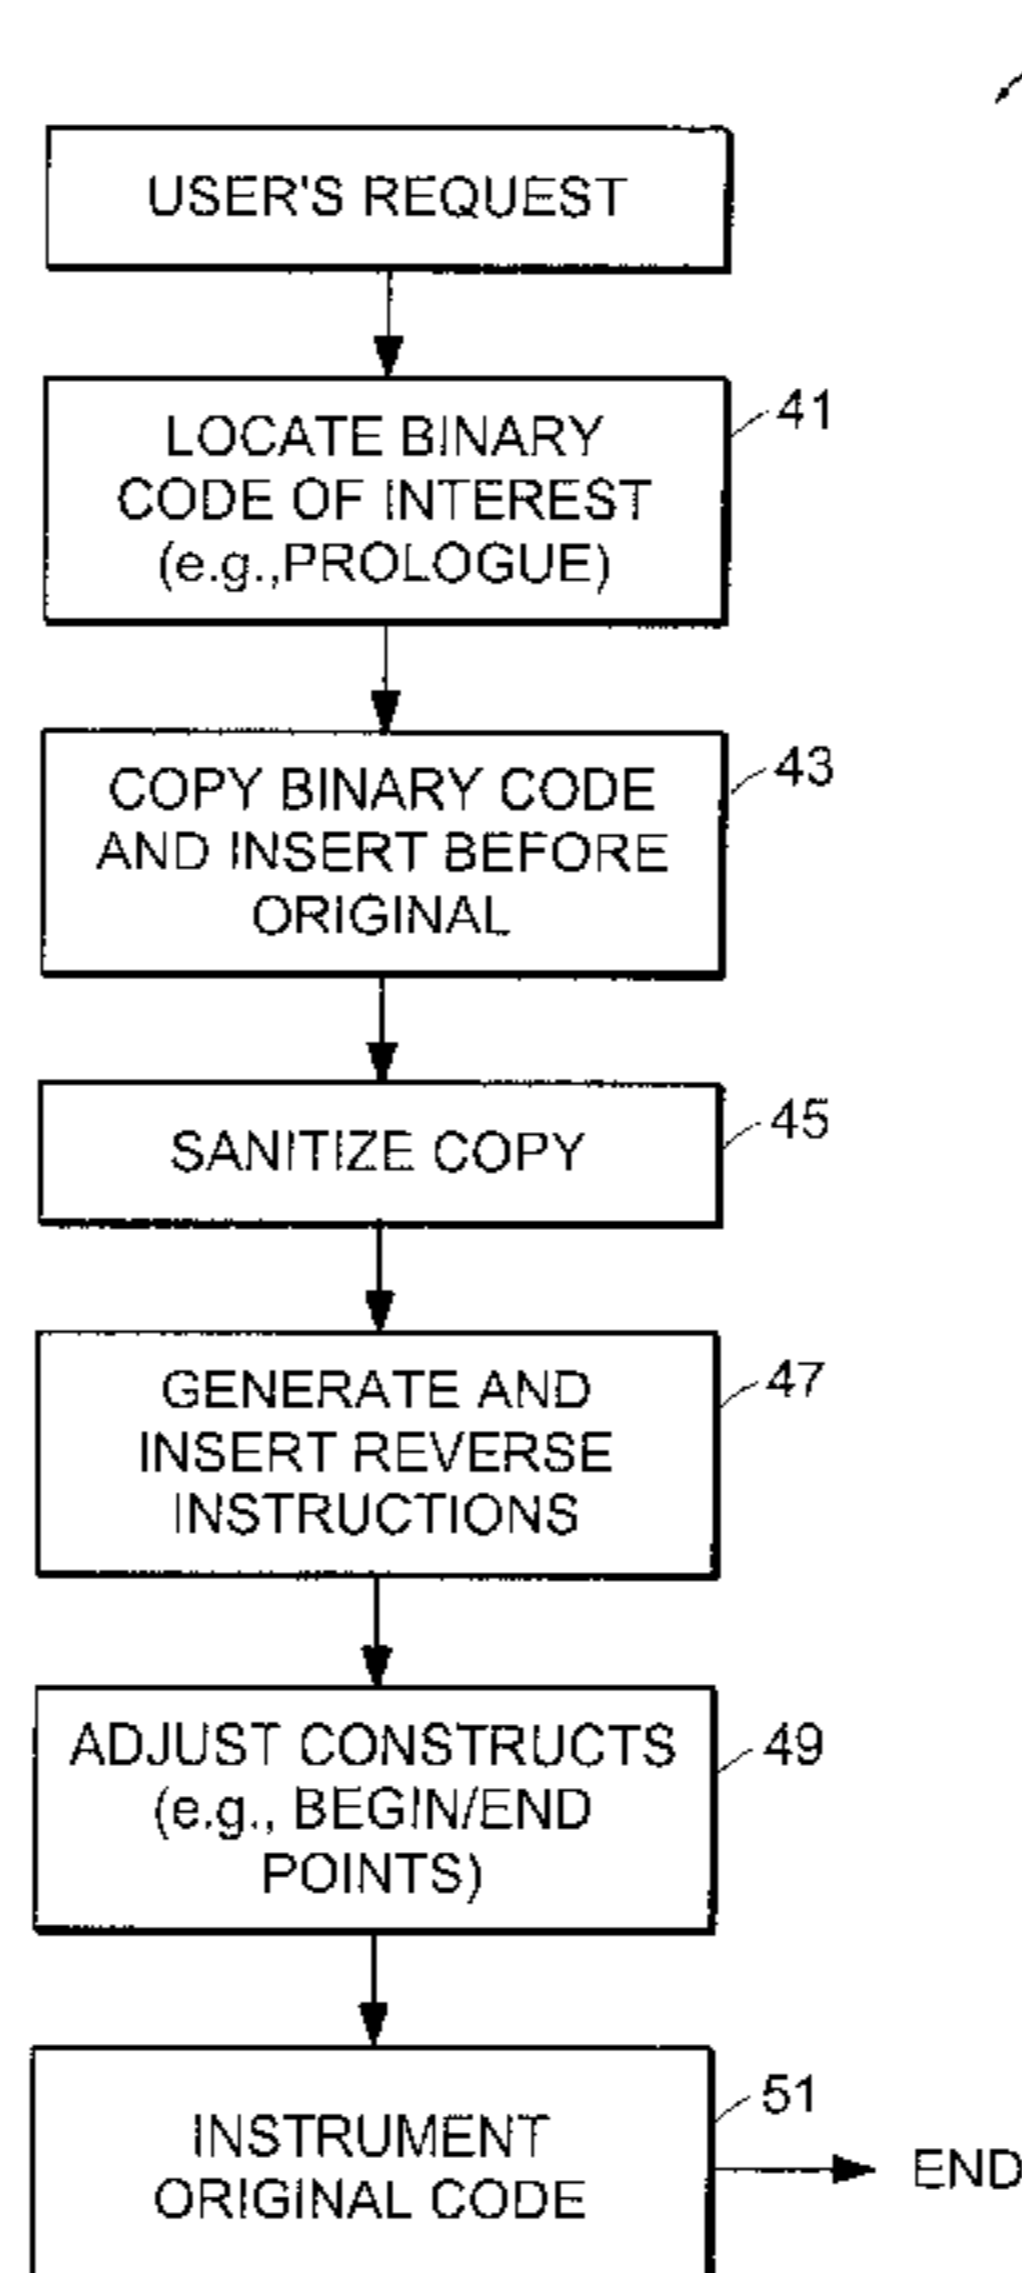 USER'S REQUEST
LOCATE BINARY
CODE OF INTEREST
(e.g.,PROLOGUE)
41
COPY BINARY CODE
AND INSERT BEFORE
ORIGINAL
43
SANITIZE COPY
45
GENERATE AND
INSERT REVERSE
INSTRUCTIONS
47
ADJUST CONSTRUCTS
(e.g., BEGIN/END
POINTS)
49
INSTRUMENT
ORIGINAL CODE
51
END